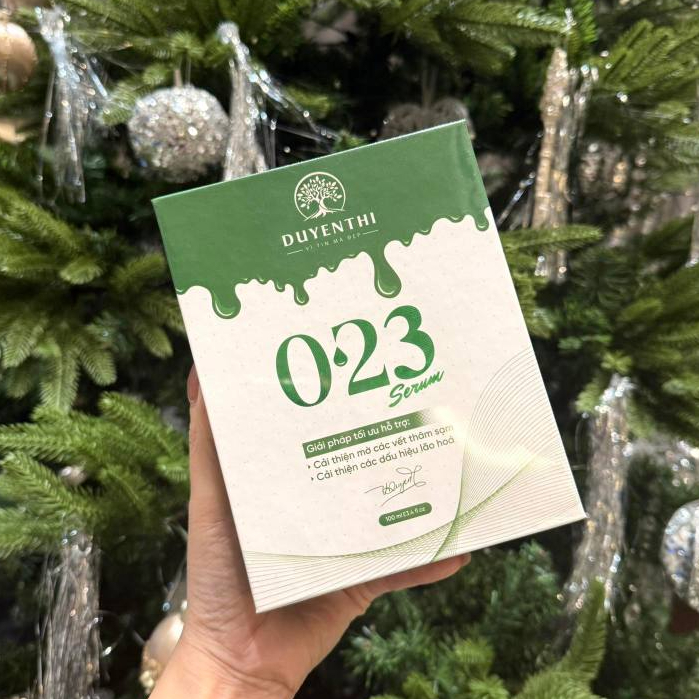 DUYENTHI
VÌ TIN MÀ ĐẸP
0·23
Serum
Giải pháp tối ưu hỗ trợ:
› Cải thiện mờ các vết thâm sạm
› Cải thiện các dấu hiệu lão hoá
100 ml/3.4 fl oz